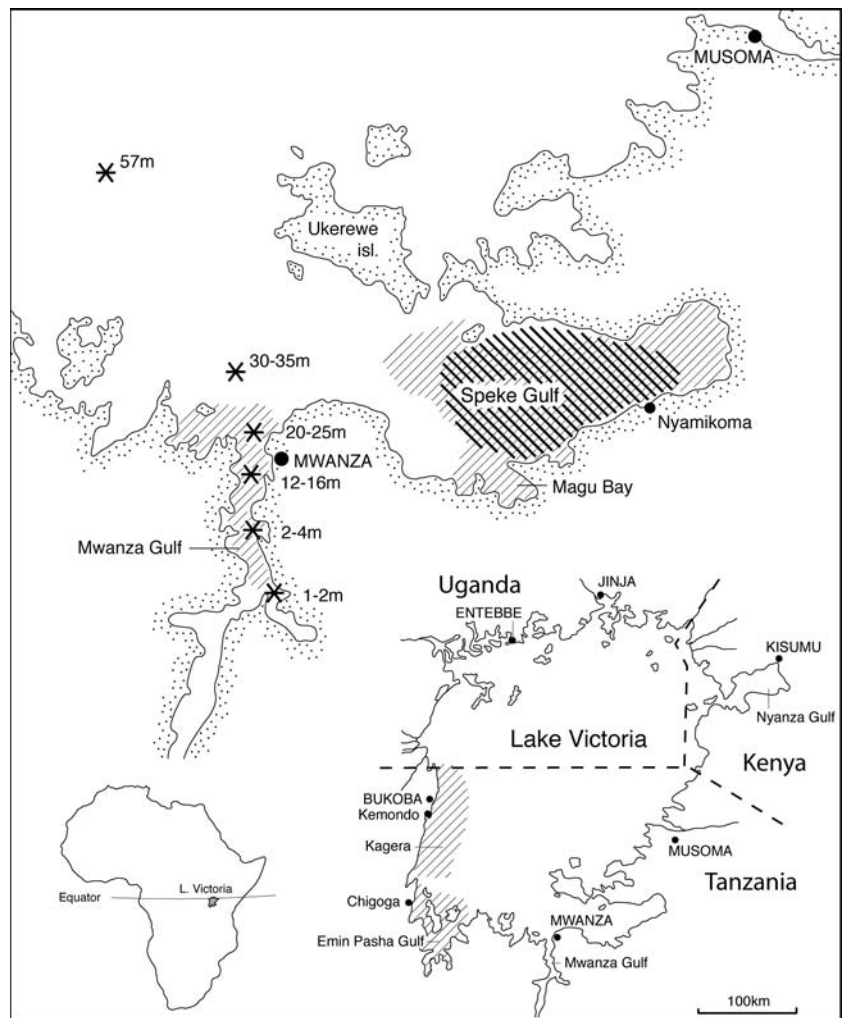 MUSOMA
57m
Ukerewe
isl.
30-35m
Speke Gulf
20-25m
Nyamikoma
MWANZA
12-16m
Magu Bay
2-4m
Mwanza Gulf
1-2m
Uganda
JINJA
ENTEBBE
KISUMU
Nyanza Gulf
Lake Victoria
Kenya
BUKOBA
Kemondo
Kagera
MUSOMA
Tanzania
L. Victoria
Equator
Chigoga
MWANZA
Emin Pasha Gulf
Mwanza Gulf
100km